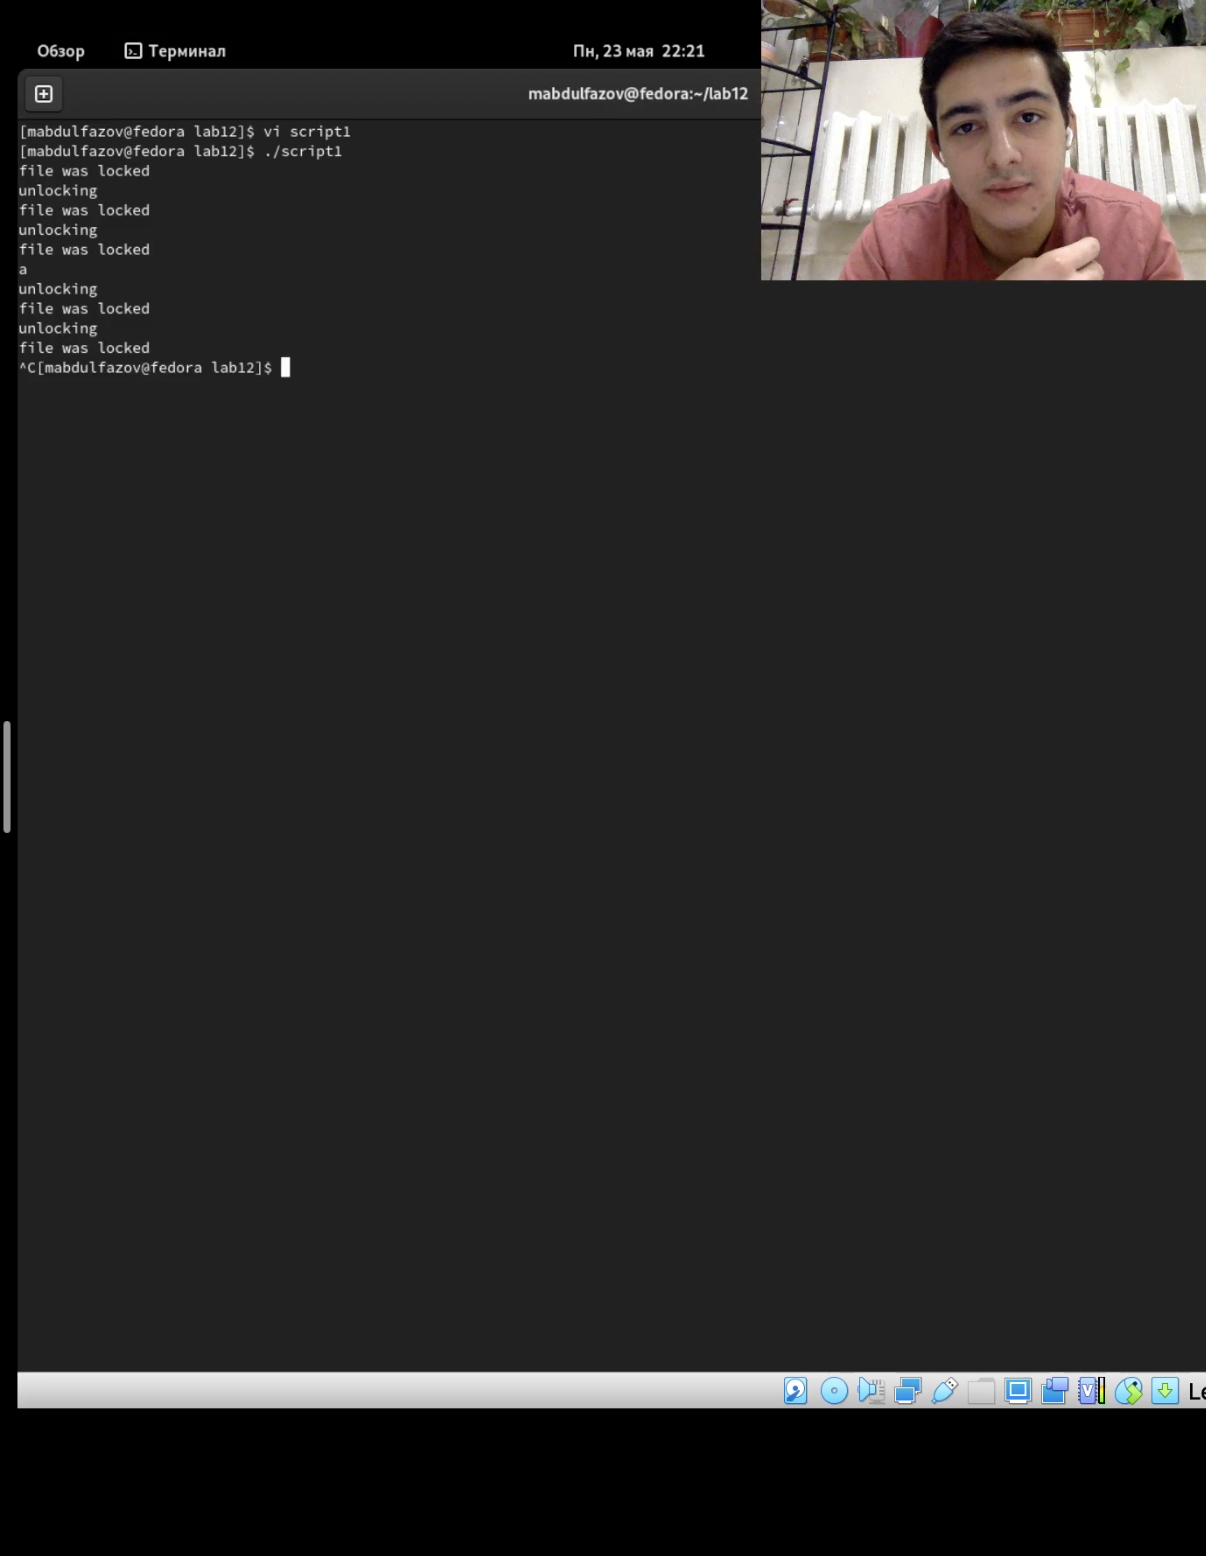 Обзор Терминал Пн, 23 мая 22:21
mabdulfazov@fedora:~/lab12
[mabdulfazov@fedora lab12]$ vi script1
[mabdulfazov@fedora lab12]$ ./script1
file was locked
unlocking
file was locked
unlocking
file was locked
a
unlocking
file was locked
unlocking
file was locked
^C[mabdulfazov@fedora lab12]$
Le